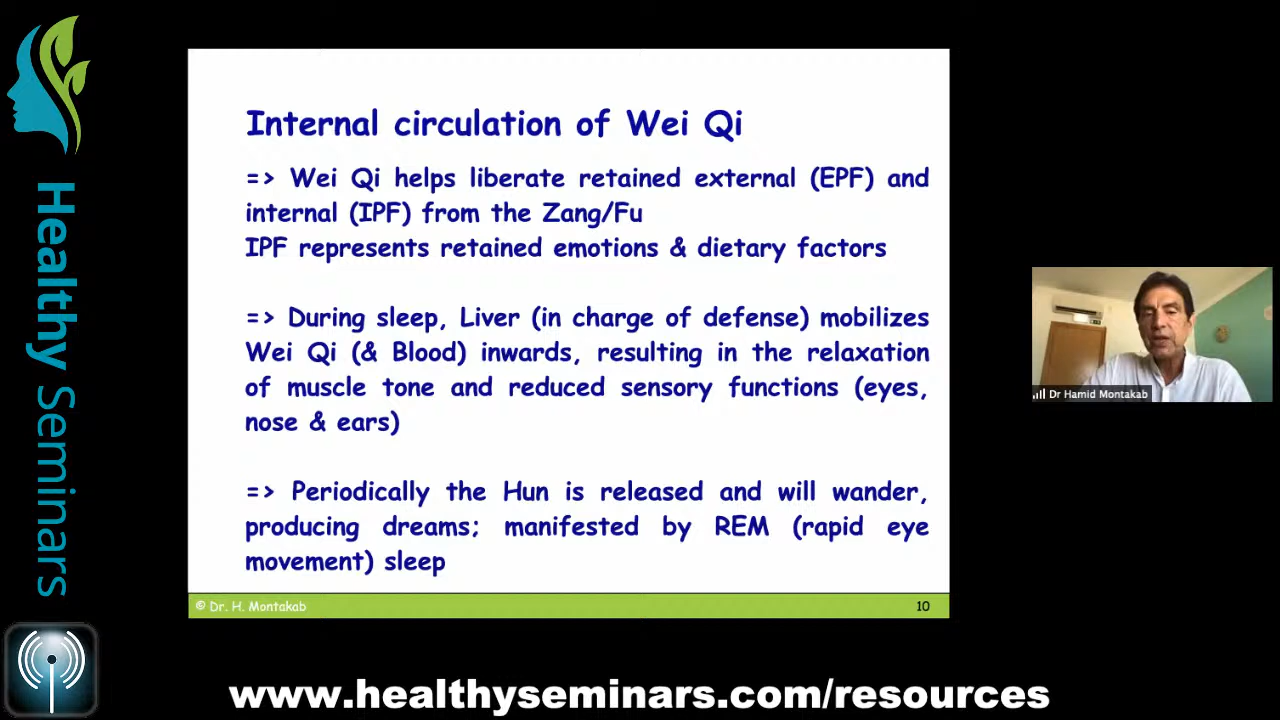 Healthy Seminars
Internal circulation of Wei Qi
=> Wei Qi helps liberate retained external (EPF) and
internal (IPF) from the Zang/Fu
IPF represents retained emotions & dietary factors
=> During sleep, Liver (in charge of defense) mobilizes
Wei Qi (& Blood) inwards, resulting in the relaxation
of muscle tone and reduced sensory functions (eyes,
nose & ears)
=> Periodically the Hun is released and will wander,
producing dreams; manifested by REM (rapid eye
movement) sleep
© Dr. H. Montakab
10
Dr Hamid Montakab
www.healthyseminars.com/resources